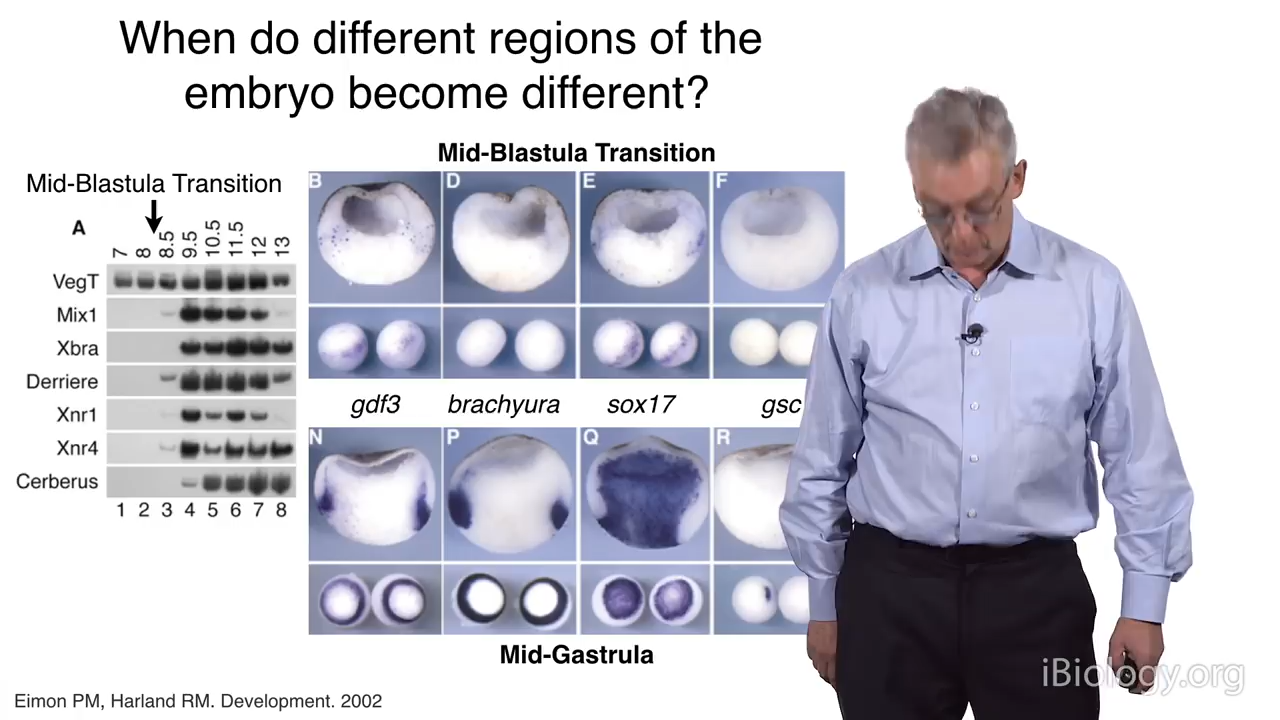 When do different regions of the
embryo become different?
Mid-Blastula Transition
A
7 8 8.5 9.5 10.5 11.5 12 13
VegT
Mix1
Xbra
Derriere
Xnr1
Xnr4
Cerberus
1 2 3 4 5 6 7 8
Mid-Blastula Transition
B D E F
gdf3 brachyura sox17 gsc
N P Q R
Mid-Gastrula
Eimon PM, Harland RM. Development. 2002
iBiology.org